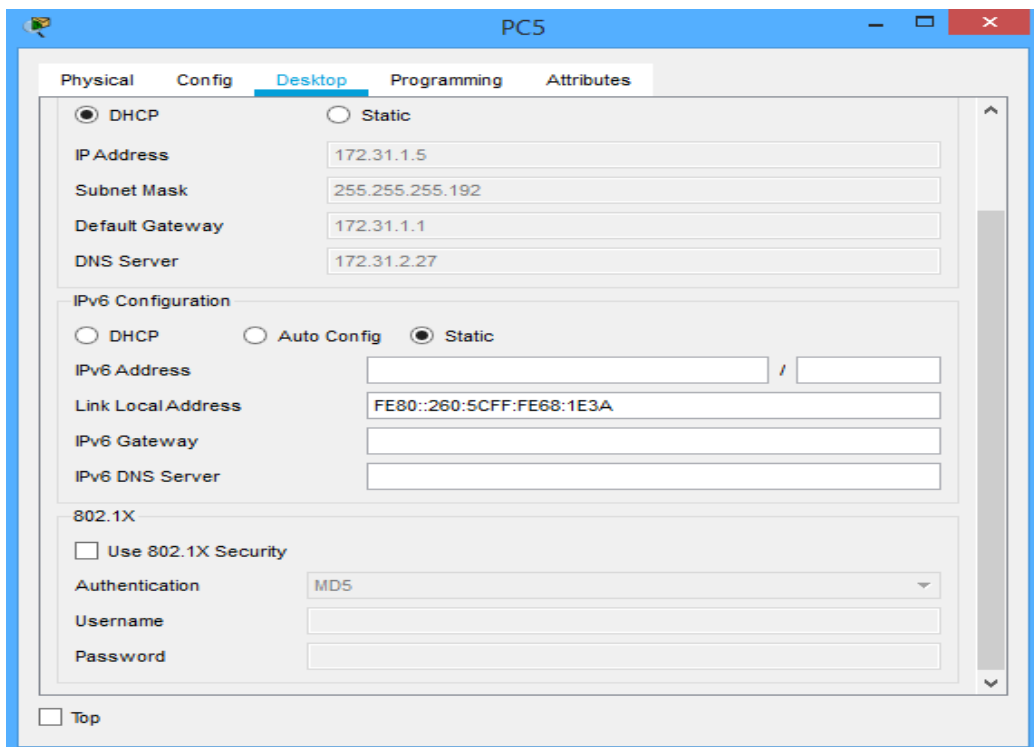 PC5
Physical Config Desktop Programming Attributes
DHCP Static
IP Address 172.31.1.5
Subnet Mask 255.255.255.192
Default Gateway 172.31.1.1
DNS Server 172.31.2.27
IPv6 Configuration
DHCP Auto Config Static
IPv6 Address /
Link Local Address FE80::260:5CFF:FE68:1E3A
IPv6 Gateway
IPv6 DNS Server
802.1X
Use 802.1X Security
Authentication MD5
Username
Password
Top